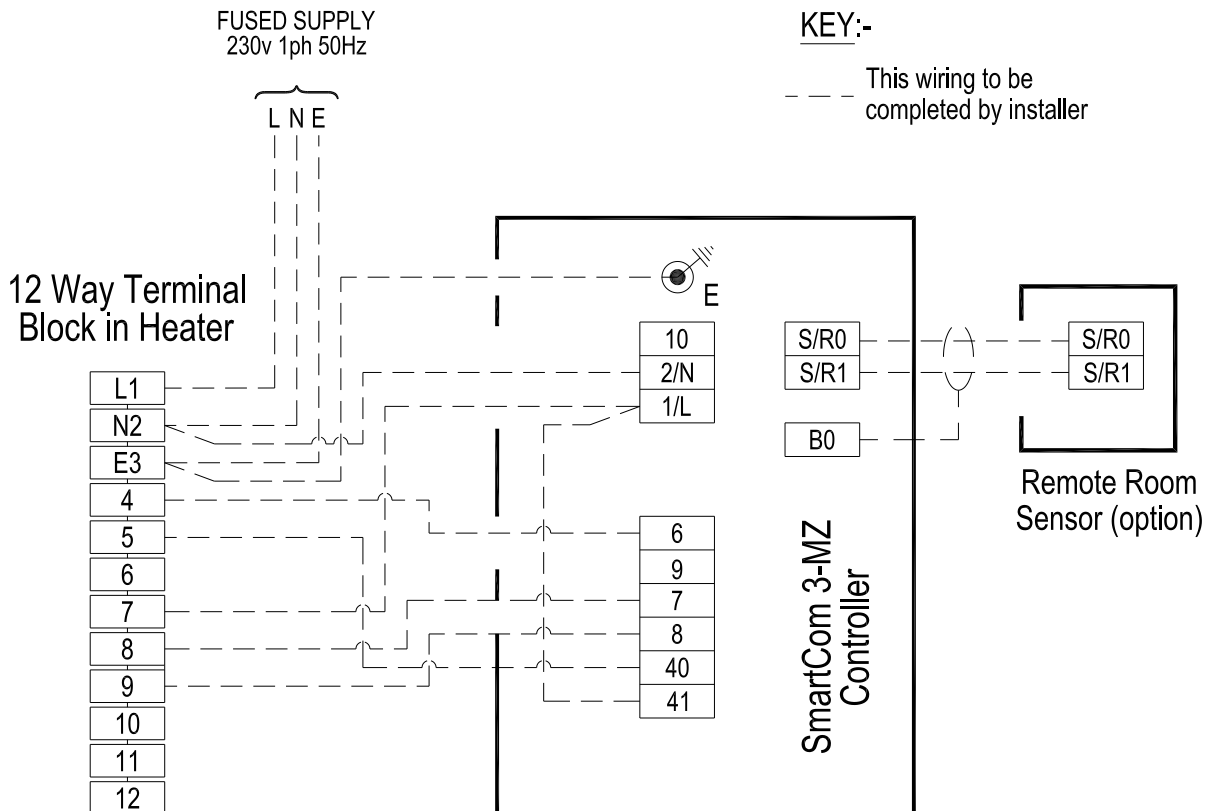 FUSED SUPPLY
230v 1ph 50Hz
L N E
KEY:-
This wiring to be
completed by installer
12 Way Terminal
Block in Heater
L1
N2
E3
4
5
6
7
8
9
10
11
12
E
10
2/N
1/L
6
9
7
8
40
41
S/R0
S/R1
B0
SmartCom 3-MZ
Controller
S/R0
S/R1
Remote Room
Sensor (option)